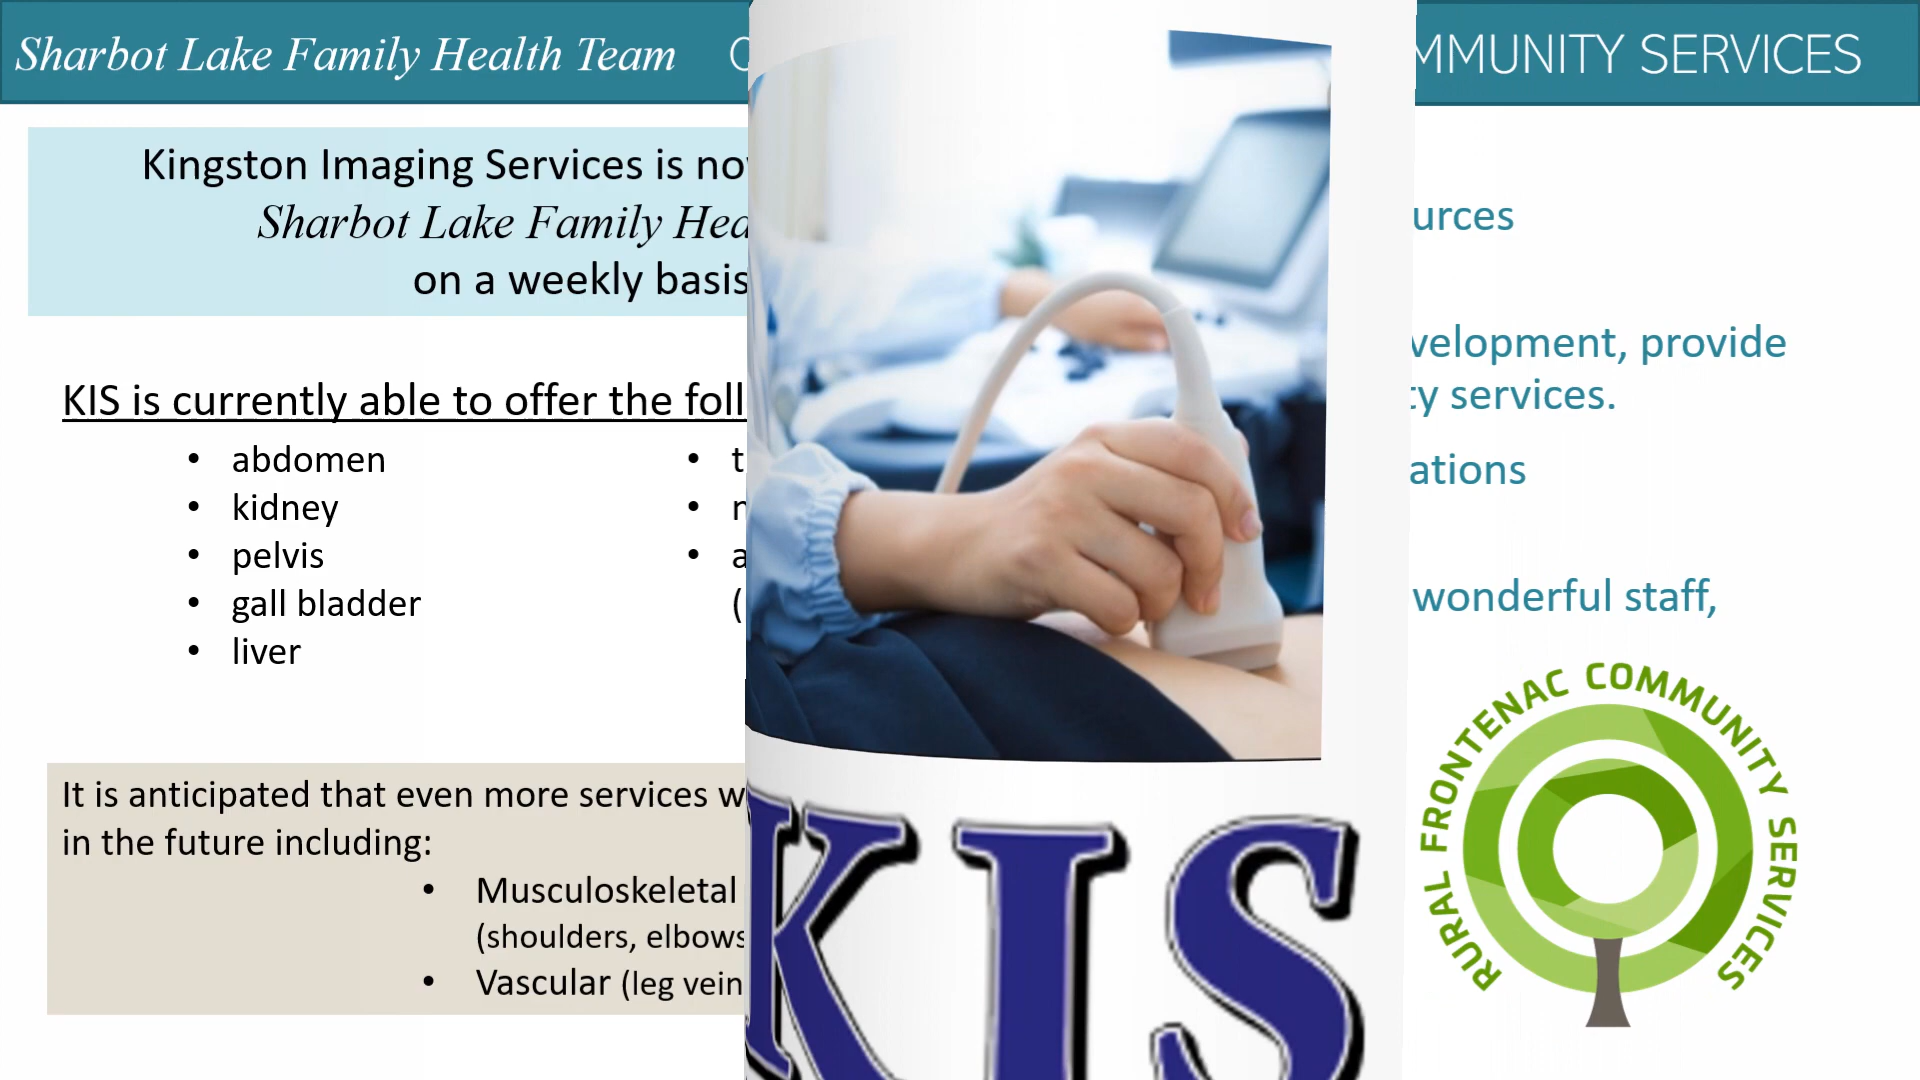 Sharbot Lake Family Health Team
MMUNITY SERVICES
Kingston Imaging Services is
Sharbot Lake Family
on a weekly basis
KIS is currently able to offer the
• abdomen
• kidney
• pelvis
• gall bladder
• liver
It is anticipated that even more services
in the future including:
• Musculoskeletal
(shoulders, elbows
• Vascular (leg vein
KIS
urces
velopment, provide
ty services.
ations
wonderful staff,
RURAL FRONTENAC COMMUNITY SERVICES